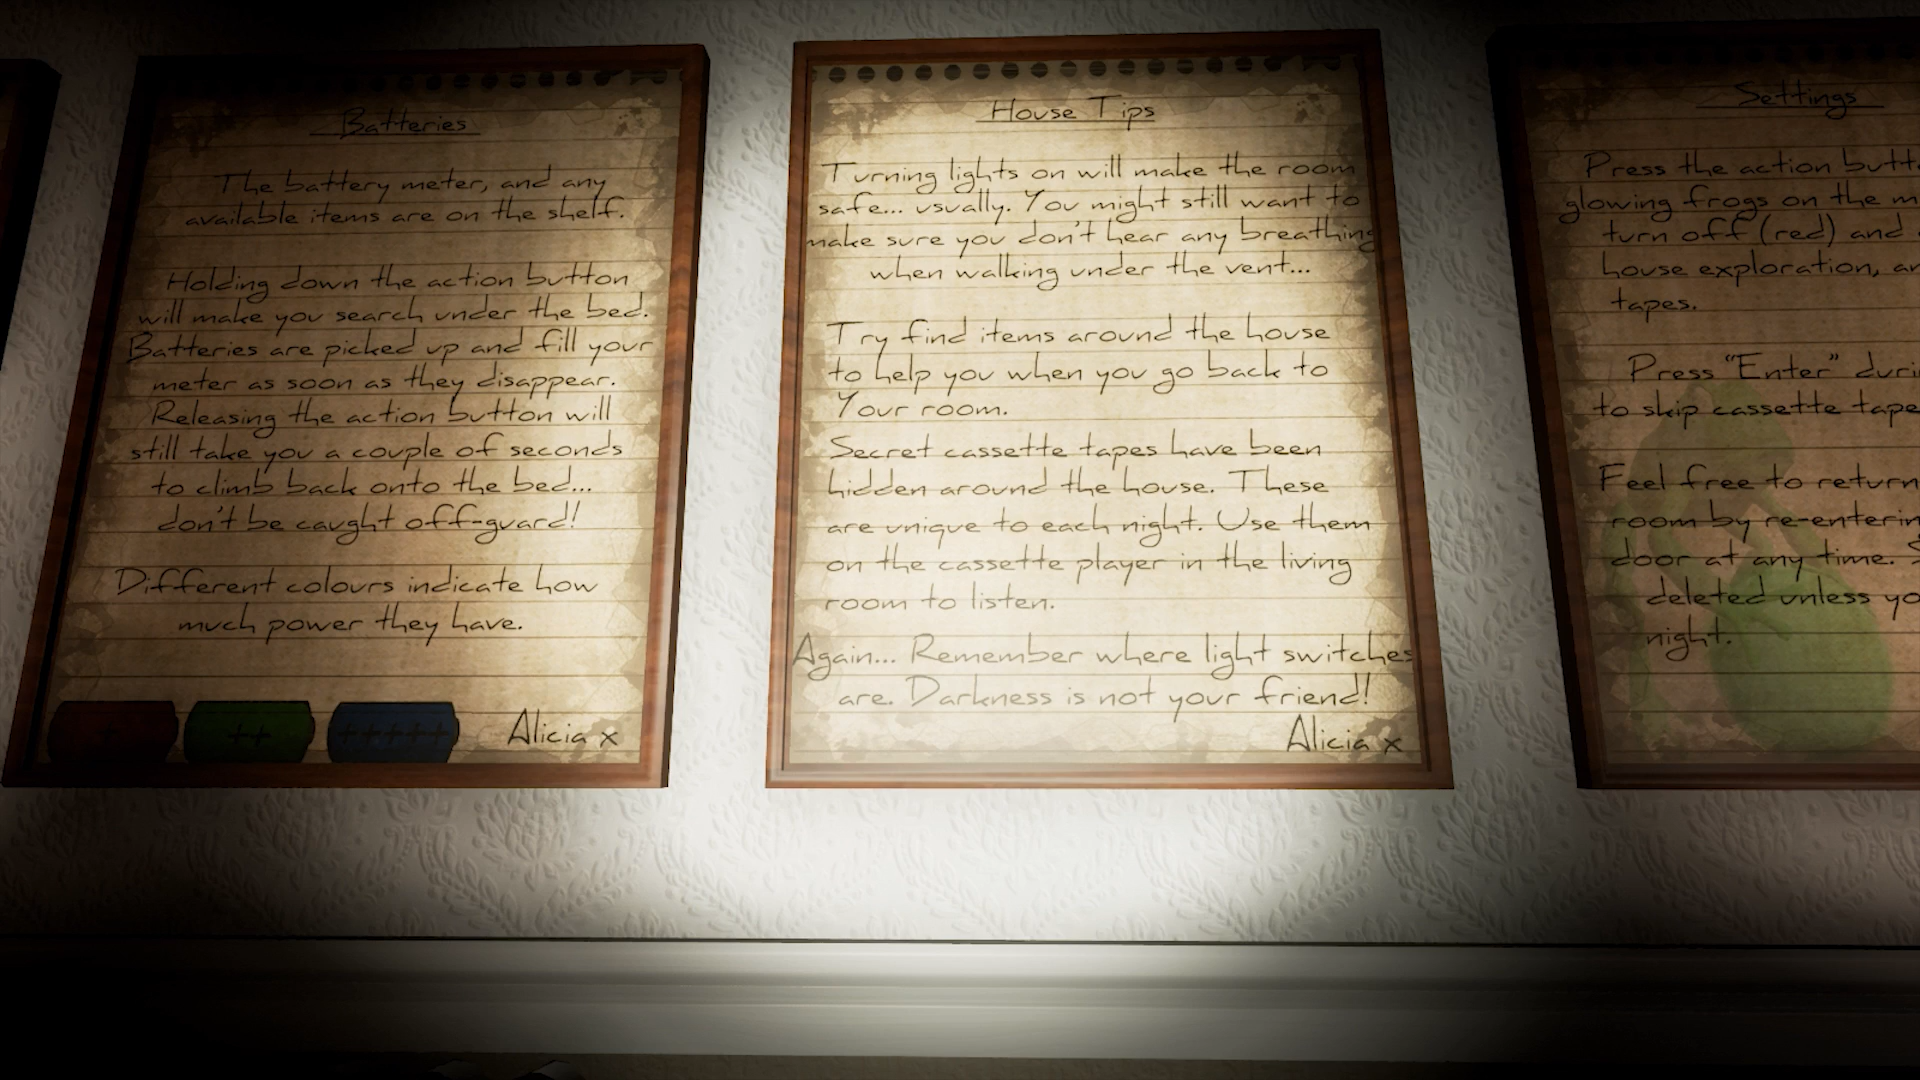 Batteries
The battery meter, and any
available items are on the shelf.
Holding down the action button
will make you search under the bed.
Batteries are picked up and fill your
meter as soon as they disappear.
Releasing the action button will
still take you a couple of seconds
to climb back onto the bed...
don't be caught off-guard!
Different colours indicate how
much power they have.
+
++
+++++
Alicia x
House Tips
Turning lights on will make the room
safe... usually. You might still want to
make sure you don't hear any breathing
when walking under the vent...
Try find items around the house
to help you when you go back to
Your room.
Secret cassette tapes have been
hidden around the house. These
are unique to each night. Use them
on the cassette player in the living
room to listen.
Again... Remember where light switches
are. Darkness is not your friend!
Alicia x
Settings
Press the action
glowing frogs on the
turn off (red) and
house exploration,
tapes.
Press "Enter"
to skip cassette
Feel free to
room by
door at any time.
deleted unless
night.